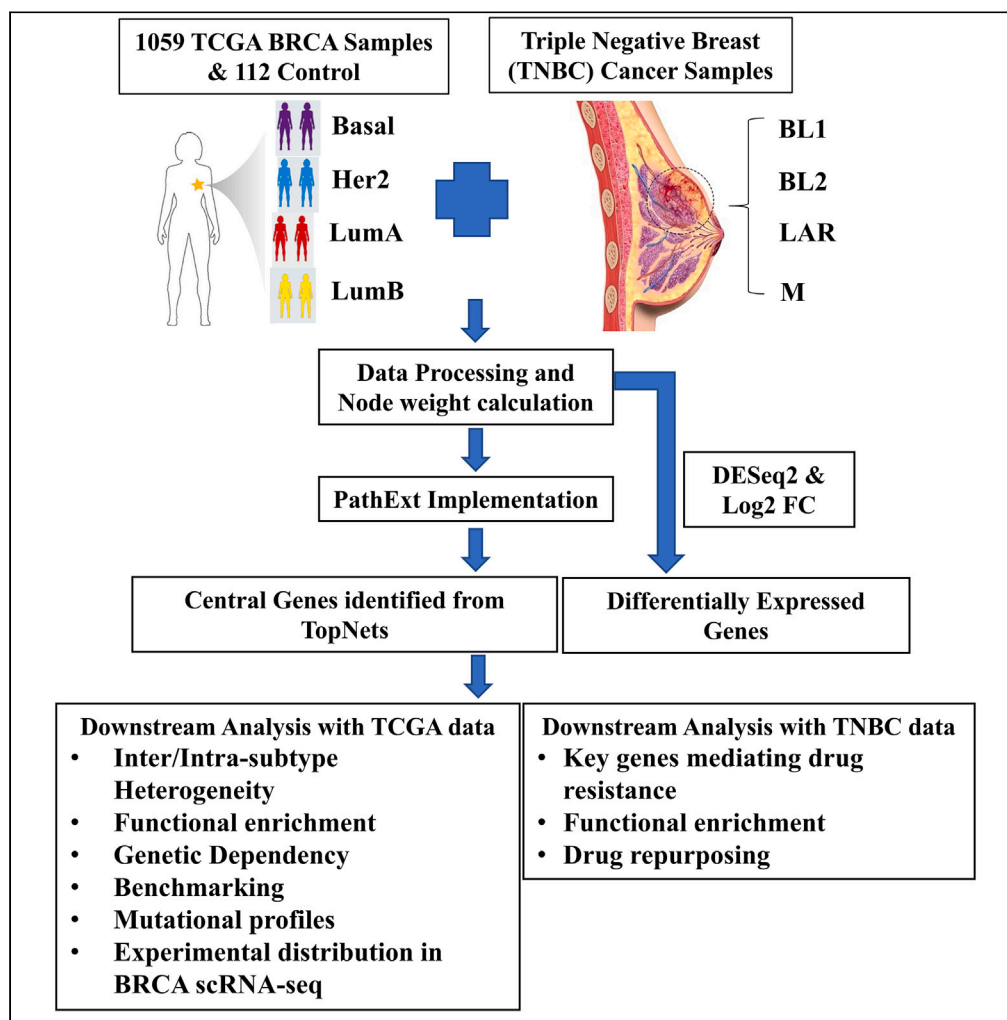 1059 TCGA BRCA Samples
& 112 Control
Triple Negative Breast
(TNBC) Cancer Samples
Basal
Her2
LumA
LumB
BL1
BL2
LAR
M
Data Processing and
Node weight calculation
DESeq2 &
Log2 FC
PathExt Implementation
Central Genes identified from
TopNets
Differentially Expressed
Genes
Downstream Analysis with TCGA data
• Inter/Intra-subtype
Heterogeneity
• Functional enrichment
• Genetic Dependency
• Benchmarking
• Mutational profiles
• Experimental distribution in
BRCA scRNA-seq
Downstream Analysis with TNBC data
• Key genes mediating drug
resistance
• Functional enrichment
• Drug repurposing